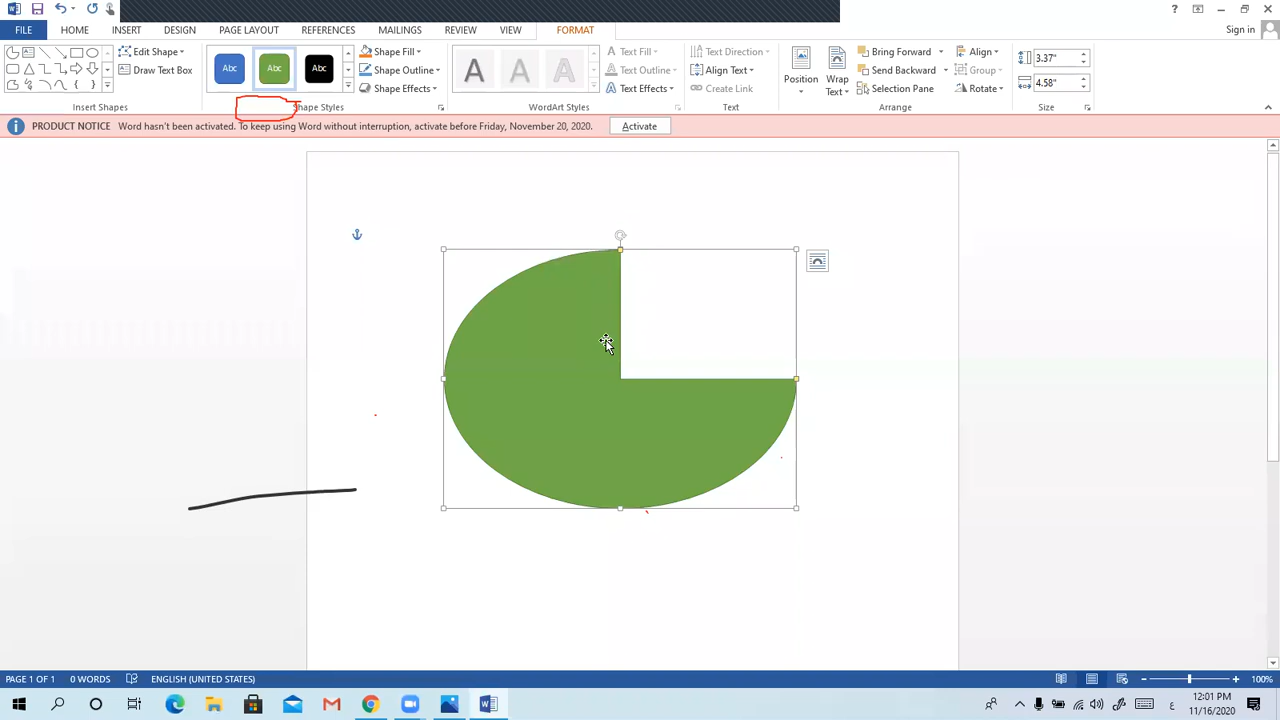 FILE HOME INSERT DESIGN PAGE LAYOUT REFERENCES MAILINGS REVIEW VIEW FORMAT Sign in
Edit Shape
Draw Text Box
Insert Shapes
Abc Abc Abc
Shape Fill
Shape Outline
Shape Effects
Shape Styles
A A A
Text Fill
Text Outline
Text Effects
WordArt Styles
Text Direction
Align Text
Create Link
Text
Position
Wrap
Text
Bring Forward
Send Backward
Selection Pane
Align
Group
Rotate
Arrange
3.37"
4.58"
Size
PRODUCT NOTICE Word hasn't been activated. To keep using Word without interruption, activate before Friday, November 20, 2020. Activate
PAGE 1 OF 1 0 WORDS ENGLISH (UNITED STATES) 100%
12:01 PM
ع
11/16/2020